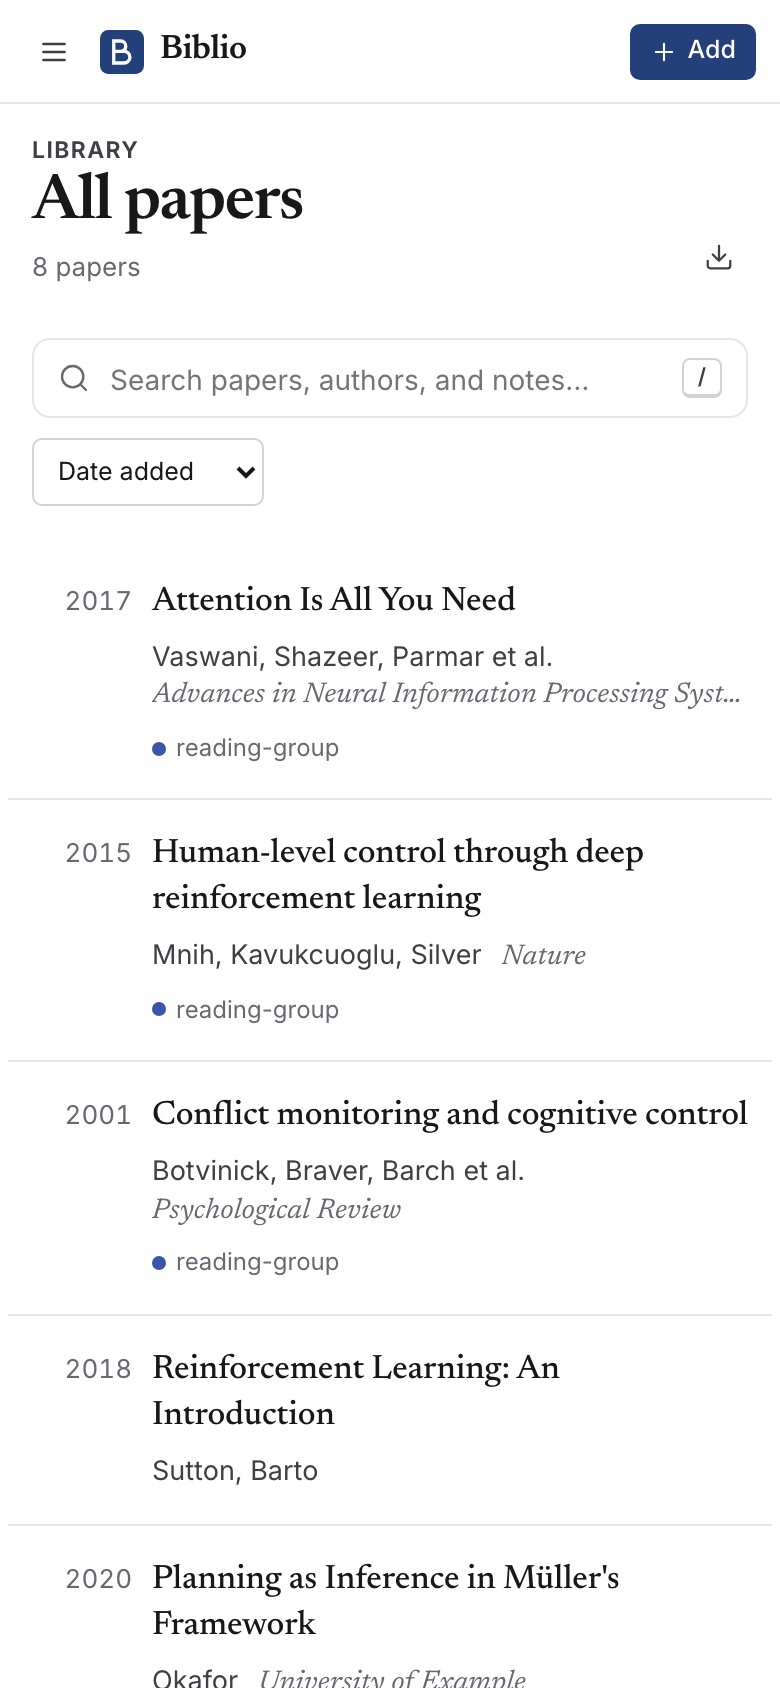 B Biblio
+ Add
LIBRARY
All papers
8 papers
Search papers, authors, and notes...
/
Date added
2017 Attention Is All You Need
Vaswani, Shazeer, Parmar et al.
Advances in Neural Information Processing Syst...
reading-group
2015 Human-level control through deep
reinforcement learning
Mnih, Kavukcuoglu, Silver Nature
reading-group
2001 Conflict monitoring and cognitive control
Botvinick, Braver, Barch et al.
Psychological Review
reading-group
2018 Reinforcement Learning: An
Introduction
Sutton, Barto
2020 Planning as Inference in Müller's
Framework
Okafor University of Example